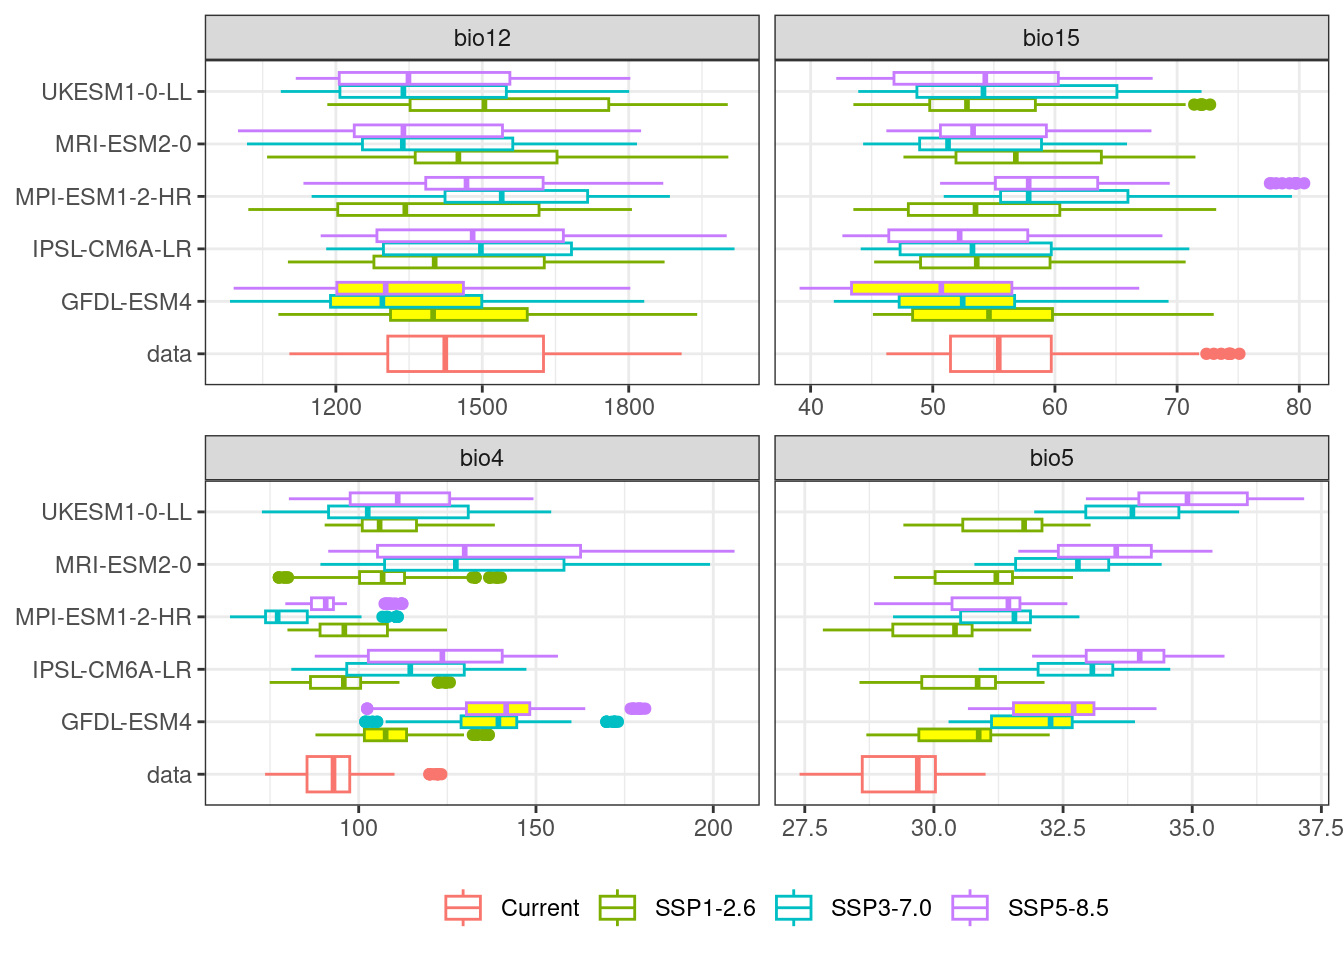 bio12
bio15
UKESM1-0-LL
MRI-ESM2-0
MPI-ESM1-2-HR
IPSL-CM6A-LR
GFDL-ESM4
data
1200 1500 1800
40 50 60 70 80
bio4
bio5
UKESM1-0-LL
MRI-ESM2-0
MPI-ESM1-2-HR
IPSL-CM6A-LR
GFDL-ESM4
data
100 150 200
27.5 30.0 32.5 35.0 37.5
Current SSP1-2.6 SSP3-7.0 SSP5-8.5